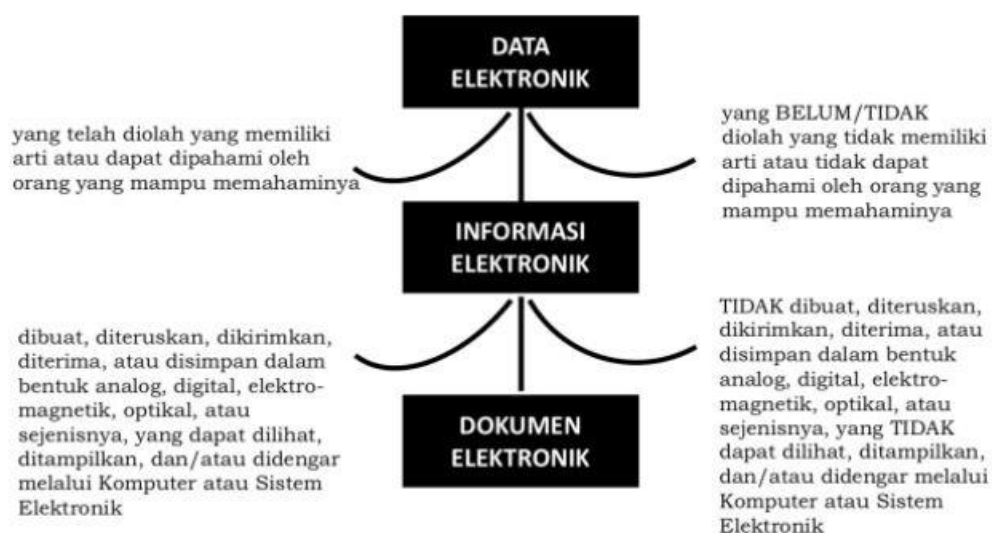 DATA
ELEKTRONIK
yang telah diolah yang memiliki
arti atau dapat dipahami oleh
orang yang mampu memahaminya
yang BELUM/TIDAK
diolah yang tidak memiliki
arti atau tidak dapat
dipahami oleh orang yang
mampu memahaminya
INFORMASI
ELEKTRONIK
dibuat, diteruskan, dikirimkan,
diterima, atau disimpan dalam
bentuk analog, digital, elektro-
magnetik, optikal, atau
sejenisnya, yang dapat dilihat,
ditampilkan, dan/atau didengar
melalui Komputer atau Sistem
Elektronik
TIDAK dibuat, diteruskan,
dikirimkan, diterima, atau
disimpan dalam bentuk
analog, digital, elektro-
magnetik, optikal, atau
sejenisnya, yang TIDAK
dapat dilihat, ditampilkan,
dan/atau didengar melalui
Komputer atau Sistem
Elektronik
DOKUMEN
ELEKTRONIK